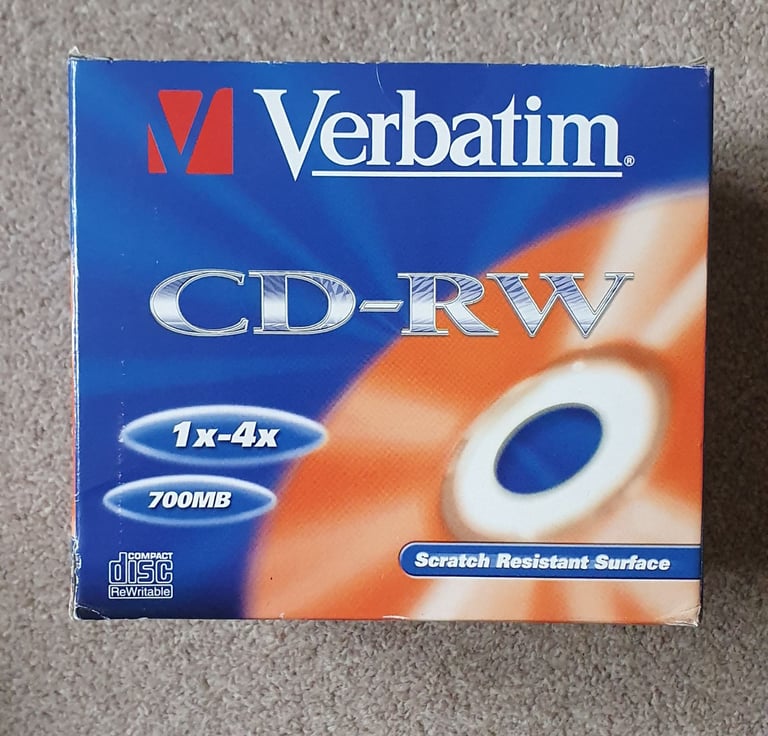 Verbatim®
CD-RW
1x-4x
700MB
COMPACT
disc
ReWritable
Scratch Resistant Surface